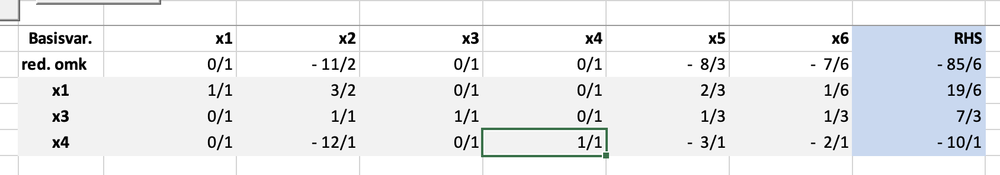 Basisvar. x1 x2 x3 x4 x5 x6 RHS
red. omk 0/1 - 11/2 0/1 0/1 - 8/3 - 7/6 - 85/6
x1 1/1 3/2 0/1 0/1 2/3 1/6 19/6
x3 0/1 1/1 1/1 0/1 1/3 1/3 7/3
x4 0/1 - 12/1 0/1 1/1 - 3/1 - 2/1 - 10/1